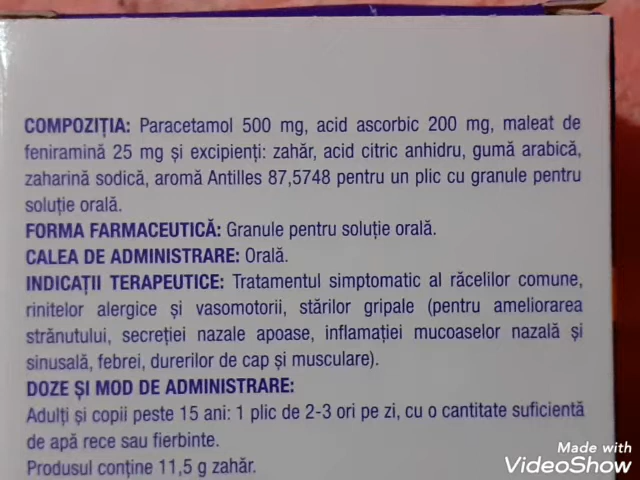 COMPOZIȚIA: Paracetamol 500 mg, acid ascorbic 200 mg, maleat de
feniramină 25 mg și excipienți: zahăr, acid citric anhidru, gumă arabică,
zaharină sodică, aromă Antilles 87,5748 pentru un plic cu granule pentru
soluție orală.
FORMA FARMACEUTICĂ: Granule pentru soluție orală.
CALEA DE ADMINISTRARE: Orală.
INDICAȚII TERAPEUTICE: Tratamentul simptomatic al răcelilor comune,
rinitelor alergice și vasomotorii, stărilor gripale (pentru ameliorarea
strănutului, secreției nazale apoase, inflamației mucoaselor nazală și
sinusală, febrei, durerilor de cap și musculare).
DOZE ȘI MOD DE ADMINISTRARE:
Adulți și copii peste 15 ani: 1 plic de 2-3 ori pe zi, cu o cantitate suficientă
de apă rece sau fierbinte.
Produsul conține 11,5 g zahăr.
Made with
VideoShow